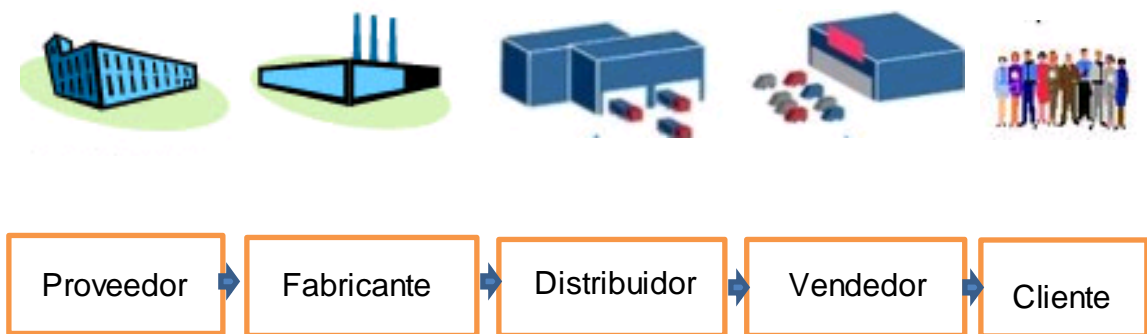 Proveedor
Fabricante
Distribuidor
Vendedor
Cliente